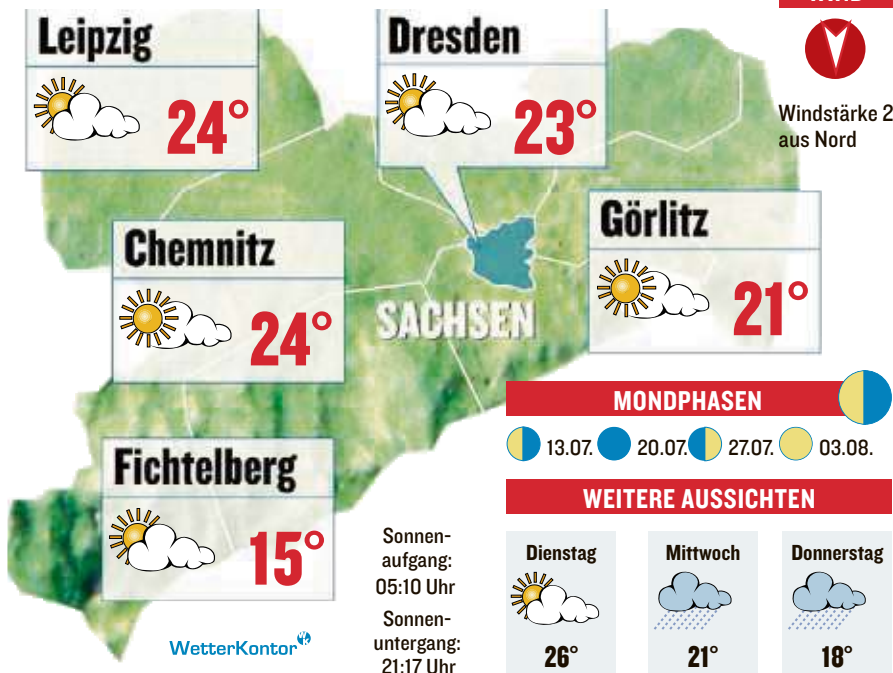 Leipzig
24°
Dresden
23°
Windstärke 2
aus Nord
Chemnitz
24°
Görlitz
21°
SACHSEN
Fichtelberg
15°
WetterKontor
Sonnen-
aufgang:
05:10 Uhr
Sonnen-
untergang:
21:17 Uhr
MONDPHASEN
13.07. 20.07. 27.07. 03.08.
WEITERE AUSSICHTEN
Dienstag Mittwoch Donnerstag
26° 21° 18°